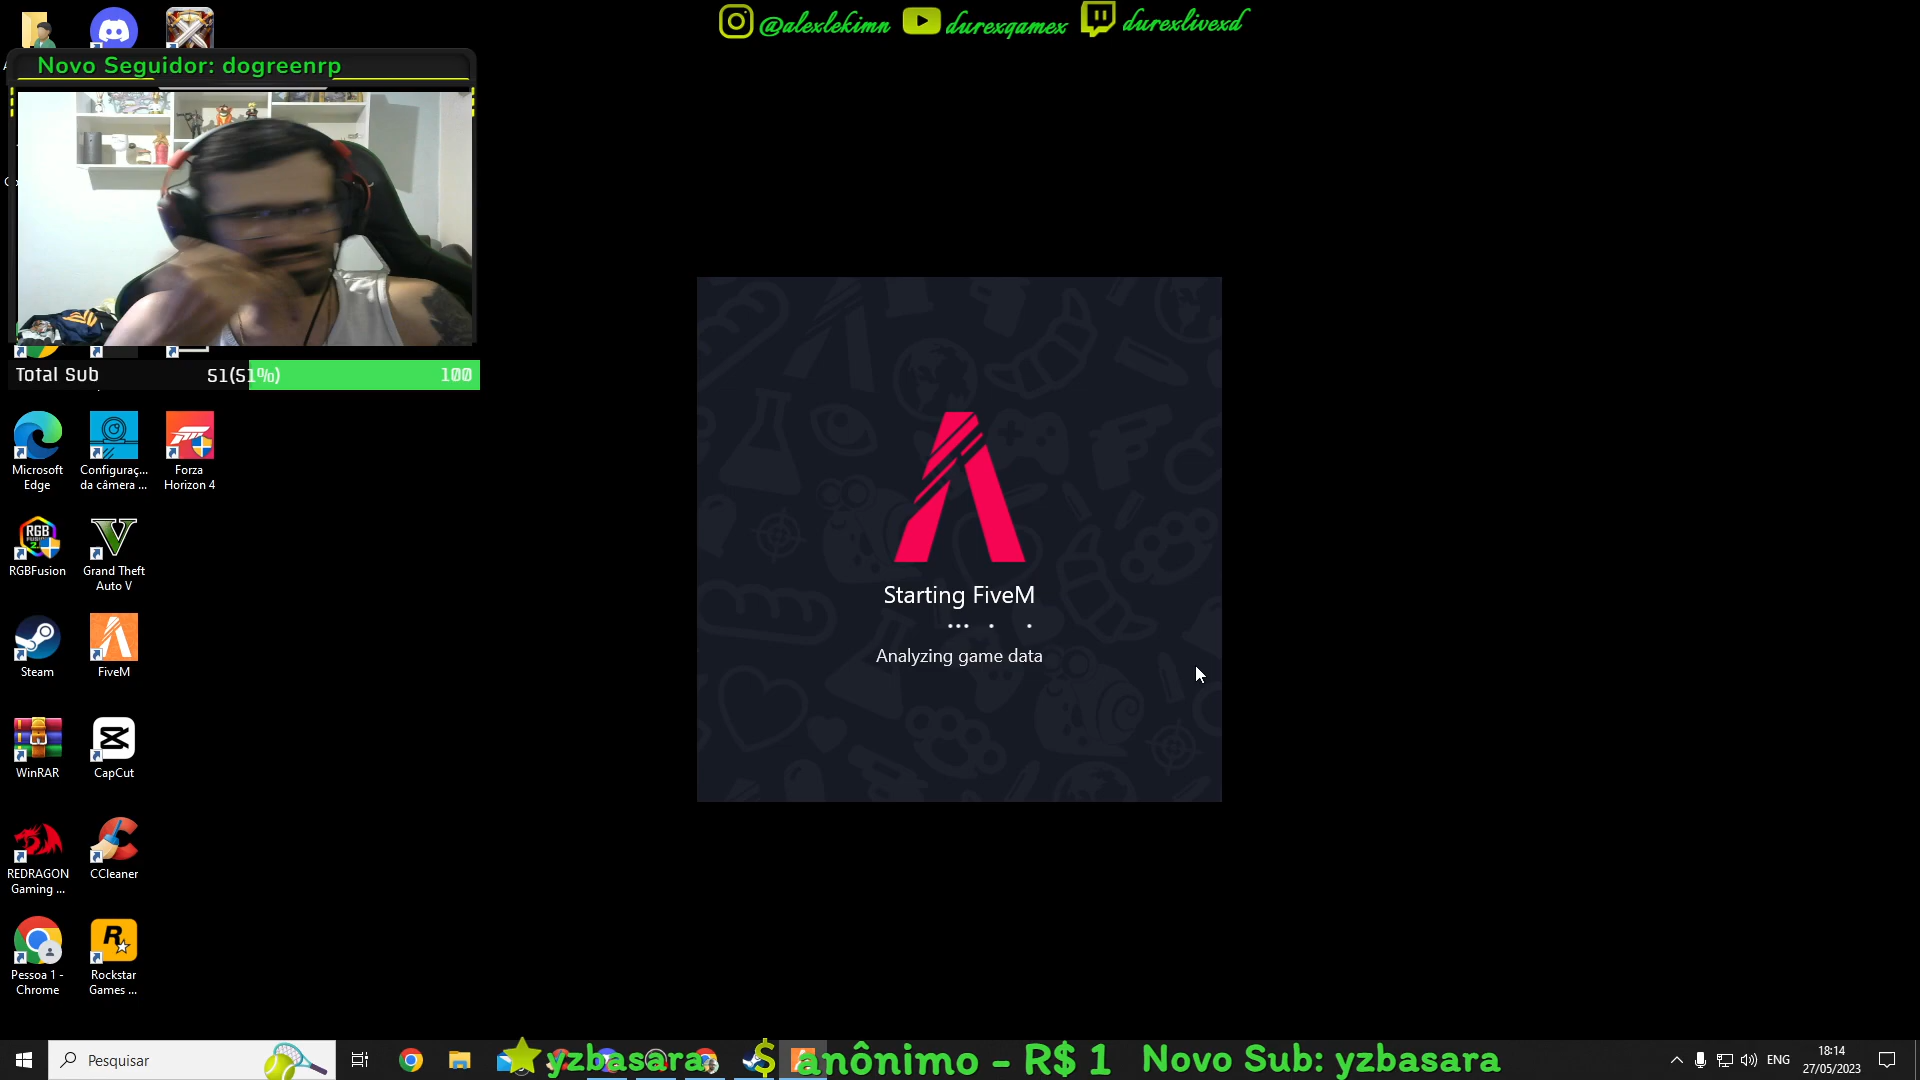 @alexlekimn durexgamex durexlivexd
Novo Seguidor: dogreenrp
Total Sub 51(51%) 100
Microsoft
Edge
Configuraç...
da câmera ...
Forza
Horizon 4
RGBFusion
Grand Theft
Auto V
Steam
FiveM
WinRAR
CapCut
REDRAGON
Gaming ...
CCleaner
Pessoa 1 -
Chrome
Rockstar
Games ...
Starting FiveM
Analyzing game data
Pesquisar
yzbasara
$ anônimo - R$ 1
Novo Sub: yzbasara
ENG
18:14
27/05/2023